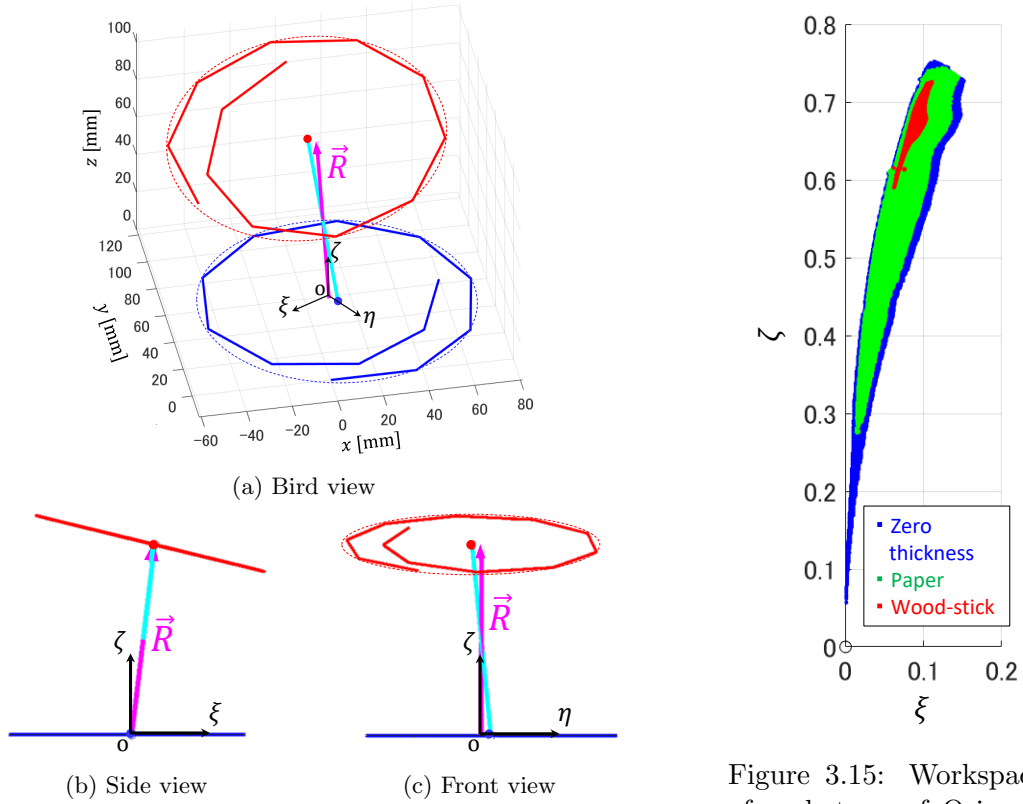 100
80
60
40
20
0
z [mm]
120
100
80
60
40
20
0
y [mm]
-60
-40
-20
0
20
40
60
80
x [mm]
R
ζ
o
ξ
η
(a) Bird view
ζ
R
ξ
o
(b) Side view
ζ
R
η
o
(c) Front view
0.8
0.7
0.6
0.5
0.4
0.3
0.2
0.1
0
ζ
Zero
thickness
Paper
Wood-stick
0
0.1
0.2
ξ
Figure 3.15: Workspac